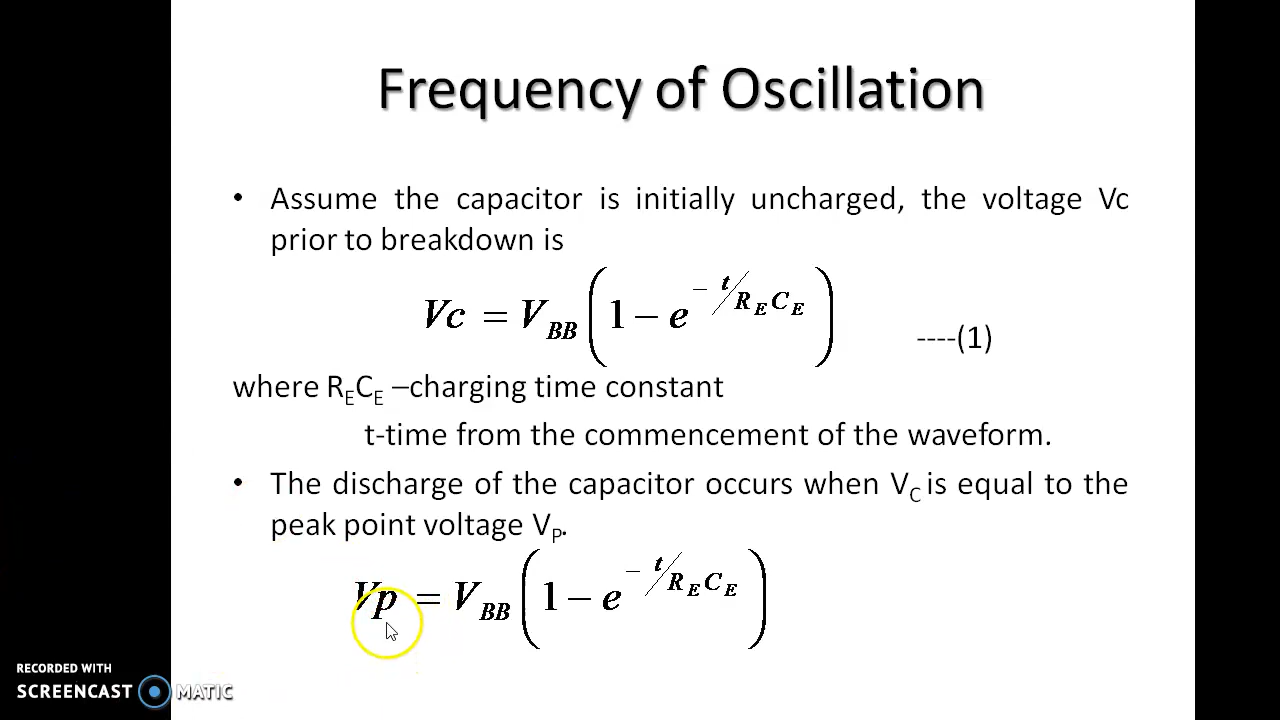 Frequency of Oscillation
• Assume the capacitor is initially uncharged, the voltage Vc
prior to breakdown is
Vc = V_BB (1 − e^(−t/R_E C_E)) ----(1)
where R_EC_E –charging time constant
t-time from the commencement of the waveform.
• The discharge of the capacitor occurs when V_C is equal to the
peak point voltage V_P.
Vp = V_BB (1 − e^(−t/R_E C_E))
RECORDED WITH
SCREENCAST MATIC